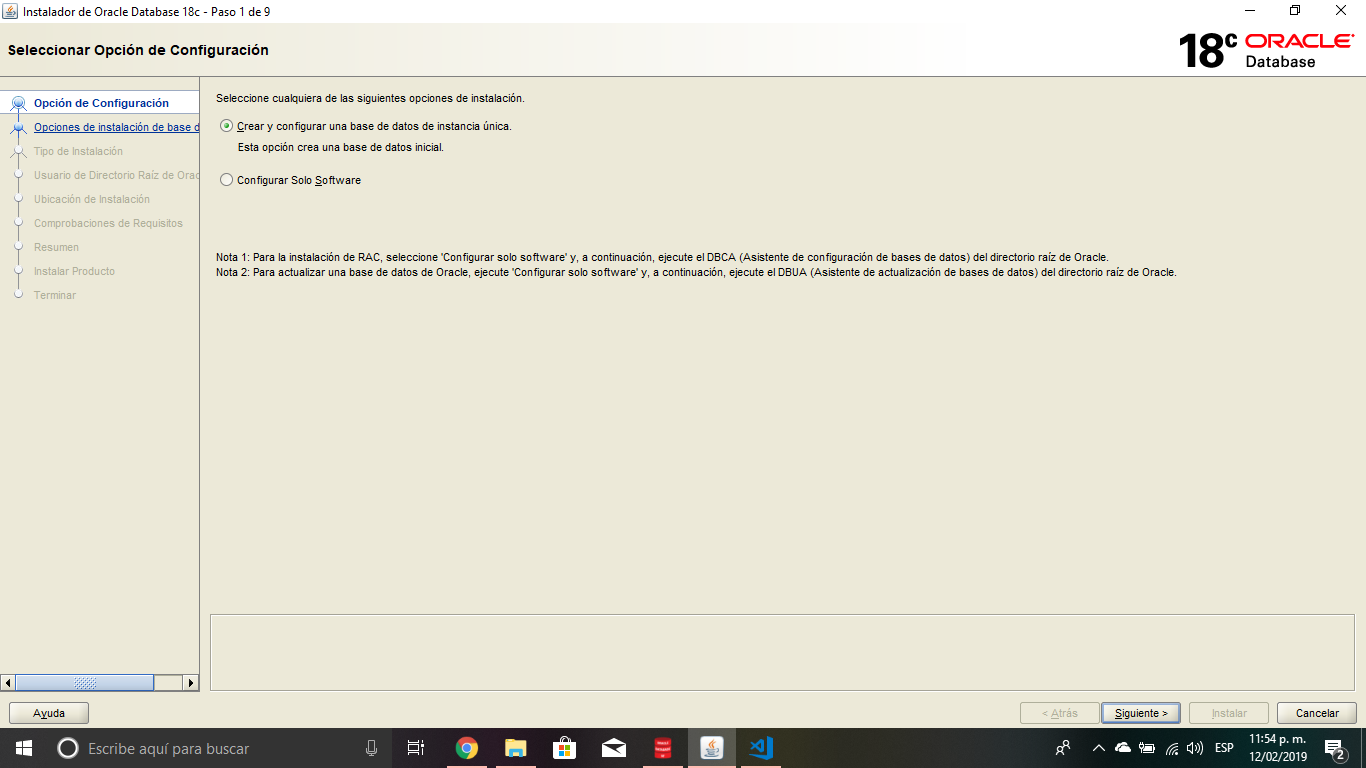 Instalador de Oracle Database 18c - Paso 1 de 9
Seleccionar Opción de Configuración
18c ORACLE
Database
Opción de Configuración
Opciones de instalación de base d
Tipo de Instalación
Usuario de Directorio Raíz de Orac
Ubicación de Instalación
Comprobaciones de Requisitos
Resumen
Instalar Producto
Terminar
Seleccione cualquiera de las siguientes opciones de instalación.
Crear y configurar una base de datos de instancia única.
Esta opción crea una base de datos inicial.
Configurar Solo Software
Nota 1: Para la instalación de RAC, seleccione 'Configurar solo software' y, a continuación, ejecute el DBCA (Asistente de configuración de bases de datos) del directorio raíz de Oracle.
Nota 2: Para actualizar una base de datos de Oracle, ejecute 'Configurar solo software' y, a continuación, ejecute el DBUA (Asistente de actualización de bases de datos) del directorio raíz de Oracle.
Ayuda
< Atrás
Siguiente >
Instalar
Cancelar
Escribe aquí para buscar
ESP
11:54 p. m.
12/02/2019
2